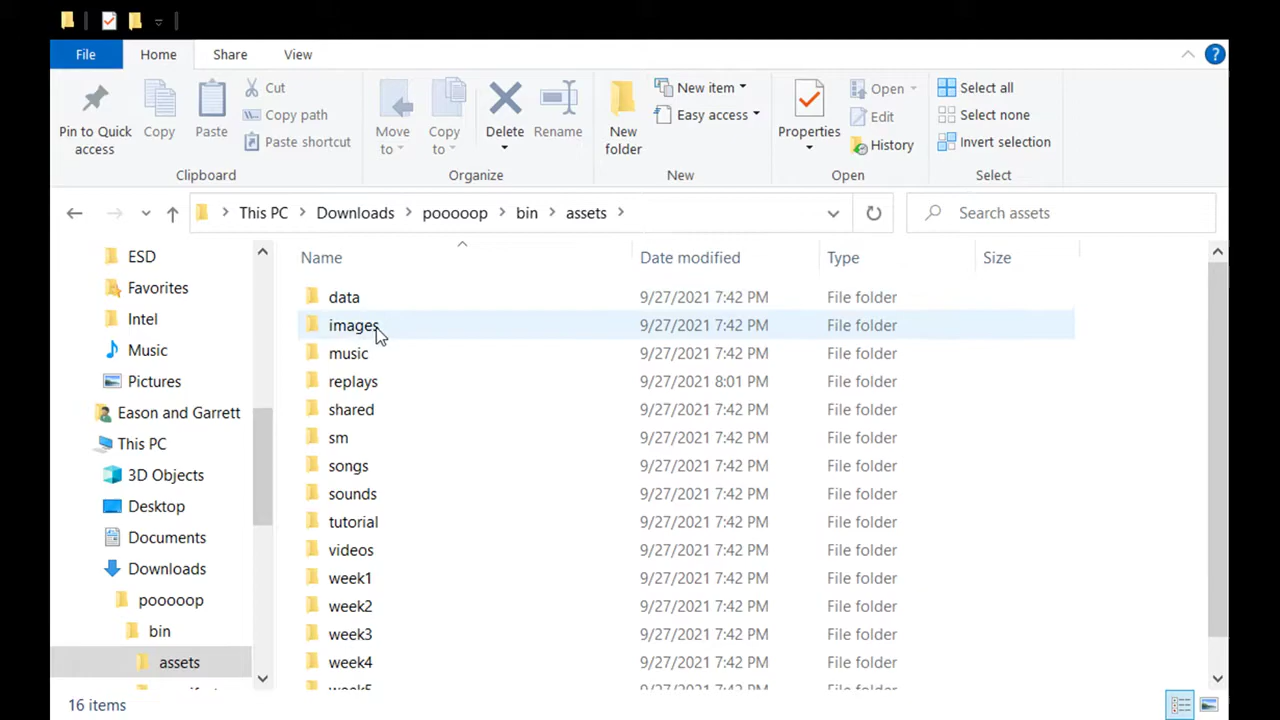 File Home Share View
Pin to Quick access
Copy
Paste
Cut
Copy path
Paste shortcut
Clipboard
Move to
Copy to
Delete
Rename
Organize
New folder
New item
Easy access
New
Properties
Open
Edit
History
Open
Select all
Select none
Invert selection
Select
This PC Downloads pooooop bin assets
Search assets
ESD
Favorites
Intel
Music
Pictures
Eason and Garrett
This PC
3D Objects
Desktop
Documents
Downloads
pooooop
bin
assets
Name Date modified Type Size
data 9/27/2021 7:42 PM File folder
images 9/27/2021 7:42 PM File folder
music 9/27/2021 7:42 PM File folder
replays 9/27/2021 8:01 PM File folder
shared 9/27/2021 7:42 PM File folder
sm 9/27/2021 7:42 PM File folder
songs 9/27/2021 7:42 PM File folder
sounds 9/27/2021 7:42 PM File folder
tutorial 9/27/2021 7:42 PM File folder
videos 9/27/2021 7:42 PM File folder
week1 9/27/2021 7:42 PM File folder
week2 9/27/2021 7:42 PM File folder
week3 9/27/2021 7:42 PM File folder
week4 9/27/2021 7:42 PM File folder
week5
16 items